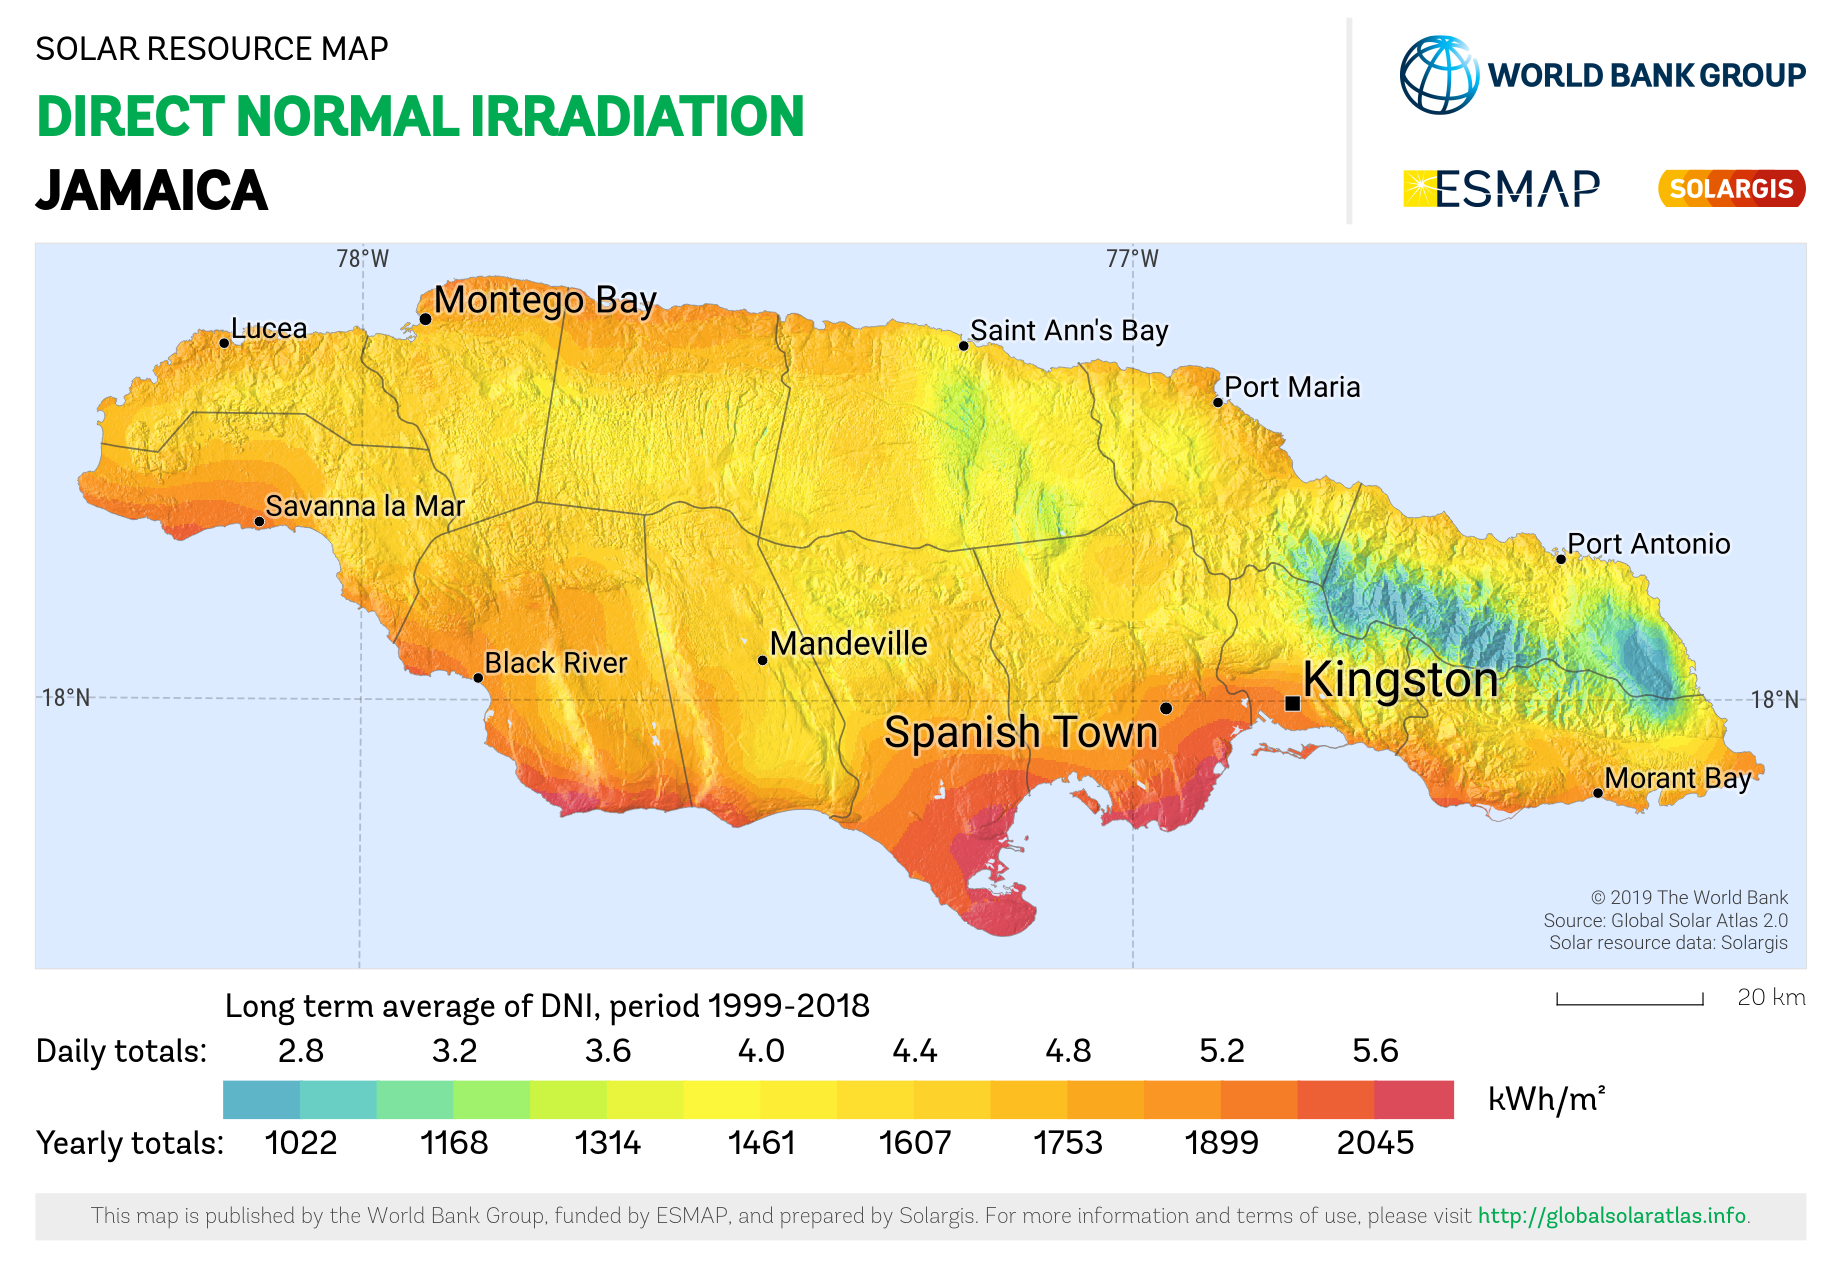 SOLAR RESOURCE MAP
DIRECT NORMAL IRRADIATION
JAMAICA
WORLD BANK GROUP
ESMAP
SOLARGIS
78°W
77°W
Montego Bay
Lucea
Saint Ann's Bay
Port Maria
Savanna la Mar
Port Antonio
Mandeville
Black River
Kingston
18°N
18°N
Spanish Town
Morant Bay
© 2019 The World Bank
Source: Global Solar Atlas 2.0
Solar resource data: Solargis
20 km
Long term average of DNI, period 1999-2018
Daily totals: 2.8 3.2 3.6 4.0 4.4 4.8 5.2 5.6
kWh/m²
Yearly totals: 1022 1168 1314 1461 1607 1753 1899 2045
This map is published by the World Bank Group, funded by ESMAP, and prepared by Solargis. For more information and terms of use, please visit http://globalsolaratlas.info.